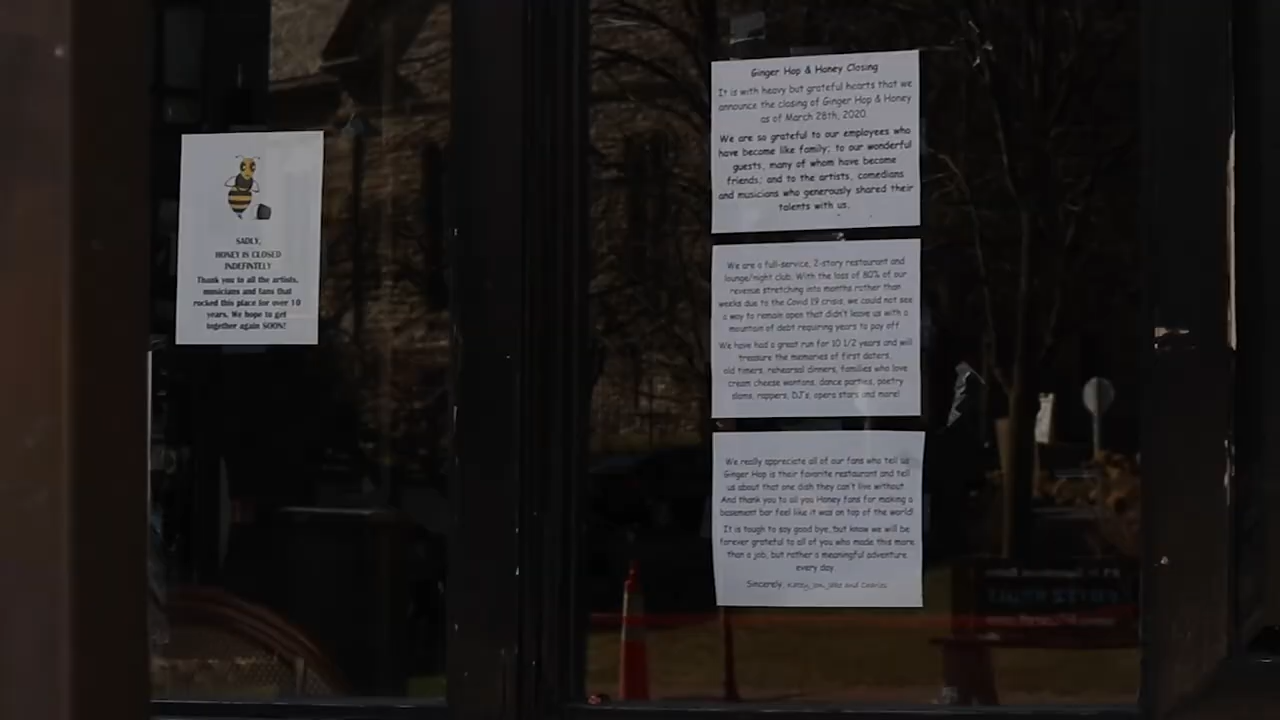 SADLY,
HONEY IS CLOSED
INDEFINTELY
Thank you to all the artists,
musicians and fans that
rocked this place for over 10
years. We hope to get
together again SOON!
Ginger Hop & Honey Closing
It is with heavy but grateful hearts that we
announce the closing of Ginger Hop & Honey
as of March 28th, 2020.
We are so grateful to our employees who
have become like family; to our wonderful
guests, many of whom have become
friends; and to the artists, comedians
and musicians who generously shared their
talents with us.
We are a full-service, 2-story restaurant and
lounge/night club. With the loss of 80% of our
revenue stretching into months rather than
weeks due to the Covid 19 crisis, we could not see
a way to remain open that didn't leave us with a
mountain of debt requiring years to pay off
We have had a great run for 10 1/2 years and will
treasure the memories of first daters,
old timers, rehearsal dinners, families who love
cream cheese wontons, dance parties, poetry
slams, rappers, DJ's, opera stars and more!
We really appreciate all of our fans who tell us
Ginger Hop is their favorite restaurant and tell
us about that one dish they can't live without.
And thank you to all you Honey fans for making a
basement bar feel like it was on top of the world!
It is tough to say good bye, but know we will be
forever grateful to all of you who made this more
than a job, but rather a meaningful adventure
every day
Sincerely, and Charles